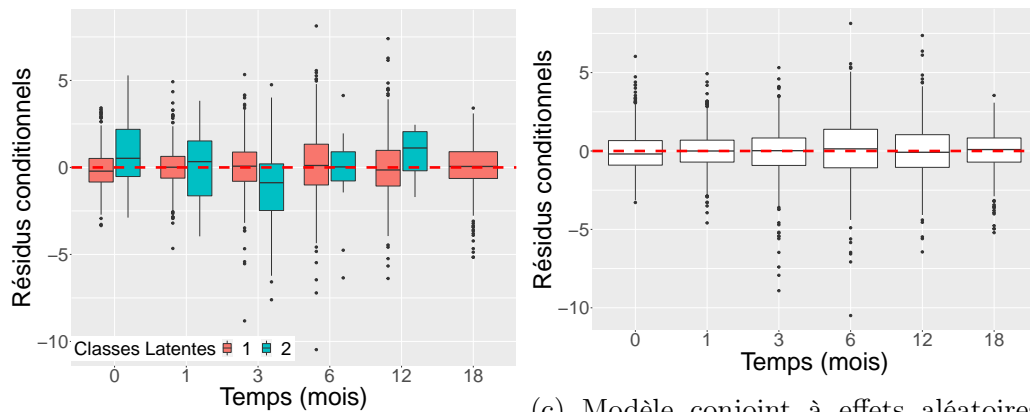 Résidus conditionnels
5
0
−5
−10
Classes Latentes 1 2
0 1 3 6 12 18
Temps (mois)
Résidus conditionnels
5
0
−5
−10
0 1 3 6 12 18
Temps (mois)
(c) Modèle conjoint à effets aléatoires